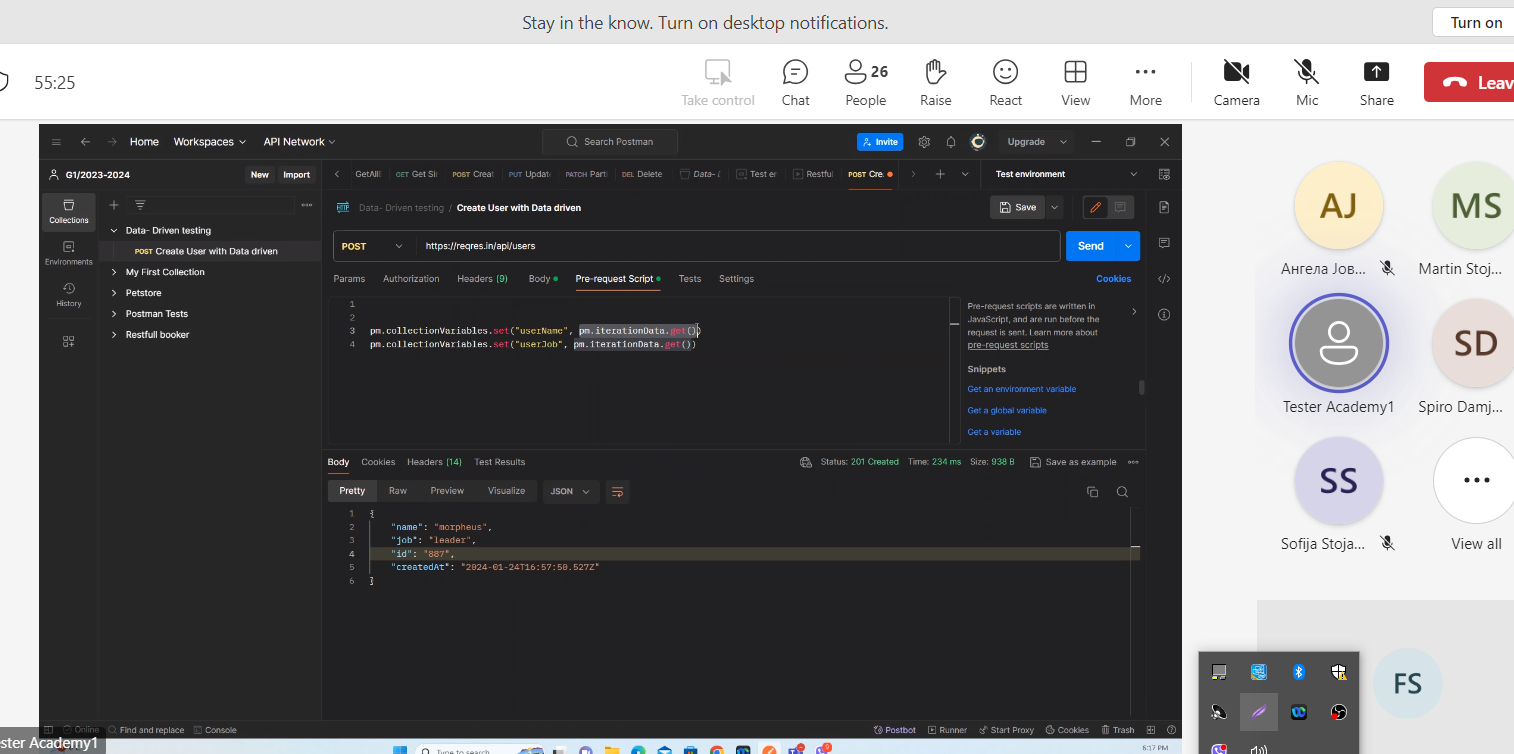 Stay in the know. Turn on desktop notifications.
Turn on
55:25
Take control
Chat
People
26
Raise
React
View
More
Camera
Mic
Share
Leav
Home
Workspaces
API Network
Search Postman
Invite
Upgrade
G1/2023-2024
New
Import
GetAll
GET Get Si
POST Creat
PUT Updat
PATCH Parti
DEL Delete
Data- D
Test en
Restful
POST Cre.
Test environment
Collections
Environments
History
Data- Driven testing
POST Create User with Data driven
My First Collection
Petstore
Postman Tests
Restfull booker
Data- Driven testing / Create User with Data driven
Save
POST
https://reqres.in/api/users
Send
Params
Authorization
Headers (9)
Body
Pre-request Script
Tests
Settings
Cookies
1
2
3 pm.collectionVariables.set("userName", pm.iterationData.get())
4 pm.collectionVariables.set("userJob", pm.iterationData.get())
Pre-request scripts are written in
JavaScript, and are run before the
request is sent. Learn more about
pre-request scripts
Snippets
Get an environment variable
Get a global variable
Get a variable
Body
Cookies
Headers (14)
Test Results
Status: 201 Created
Time: 234 ms
Size: 938 B
Save as example
Pretty
Raw
Preview
Visualize
JSON
1 {
2 "name": "morpheus",
3 "job": "leader",
4 "id": "887",
5 "createdAt": "2024-01-24T16:57:50.527Z"
6 }
Online
Find and replace
Console
Postbot
Runner
Start Proxy
Cookies
Trash
ster Academy1
Type to search
5:17 PM
AJ
Ангела Јов...
MS
Martin Stoj...
Tester Academy1
SD
Spiro Damj...
SS
Sofija Stoja...
View all
FS